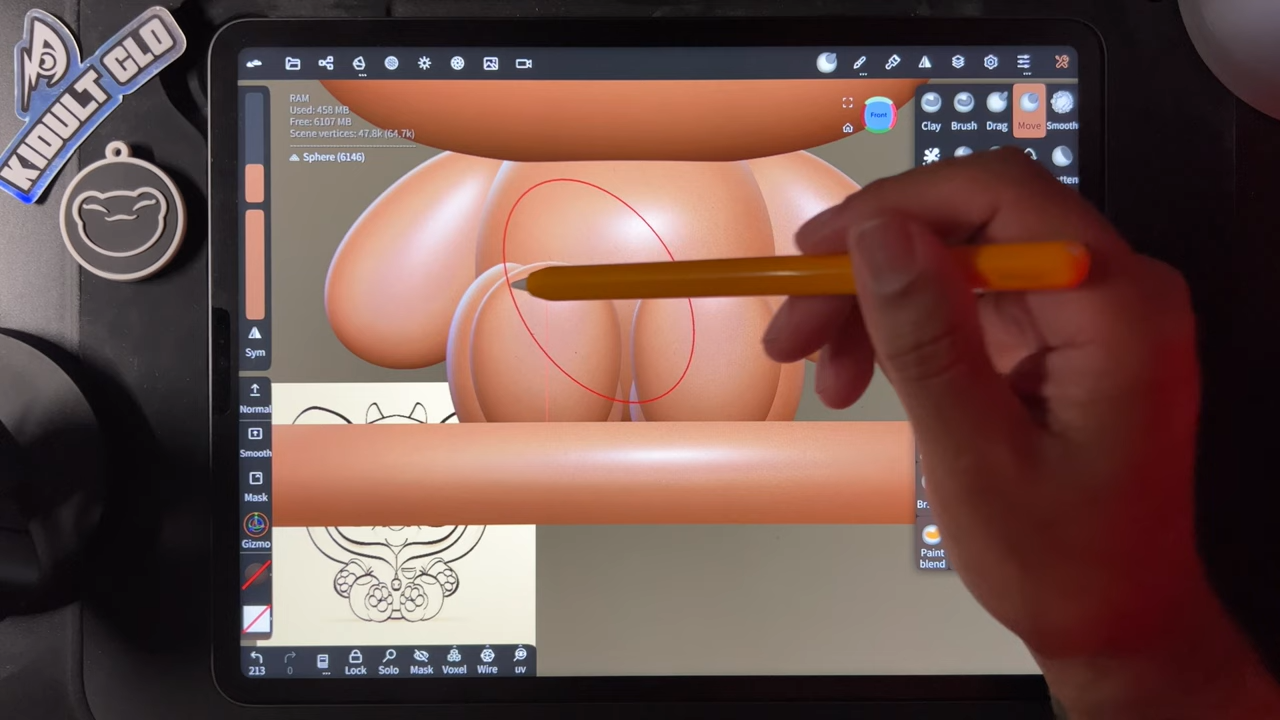 KIDULT CLO
RAM
Used: 458 MB
Free: 6107 MB
Scene vertices: 47.8k (64.7k)
Sphere (6146)
Front
Clay
Brush
Drag
Move
Smooth
Sym
Normal
Smooth
Mask
Gizmo
Paint
blend
213
0
Lock
Solo
Mask
Voxel
Wire
uv